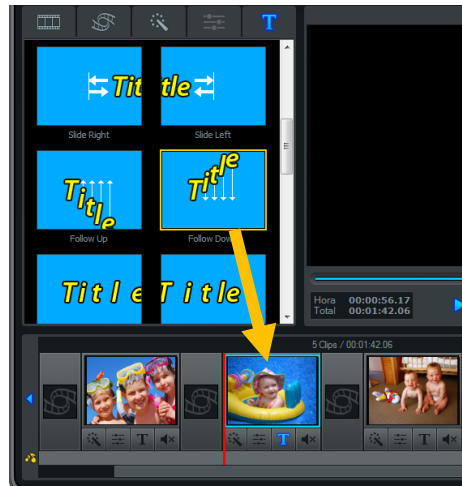 T
Title
Title
Slide Right
Slide Left
Title
Title
Follow Up
Follow Down
Title
Title
Hora 00:00:56.17
Total 00:01:42.06
5 Clips / 00:01:42.06
T
T
T